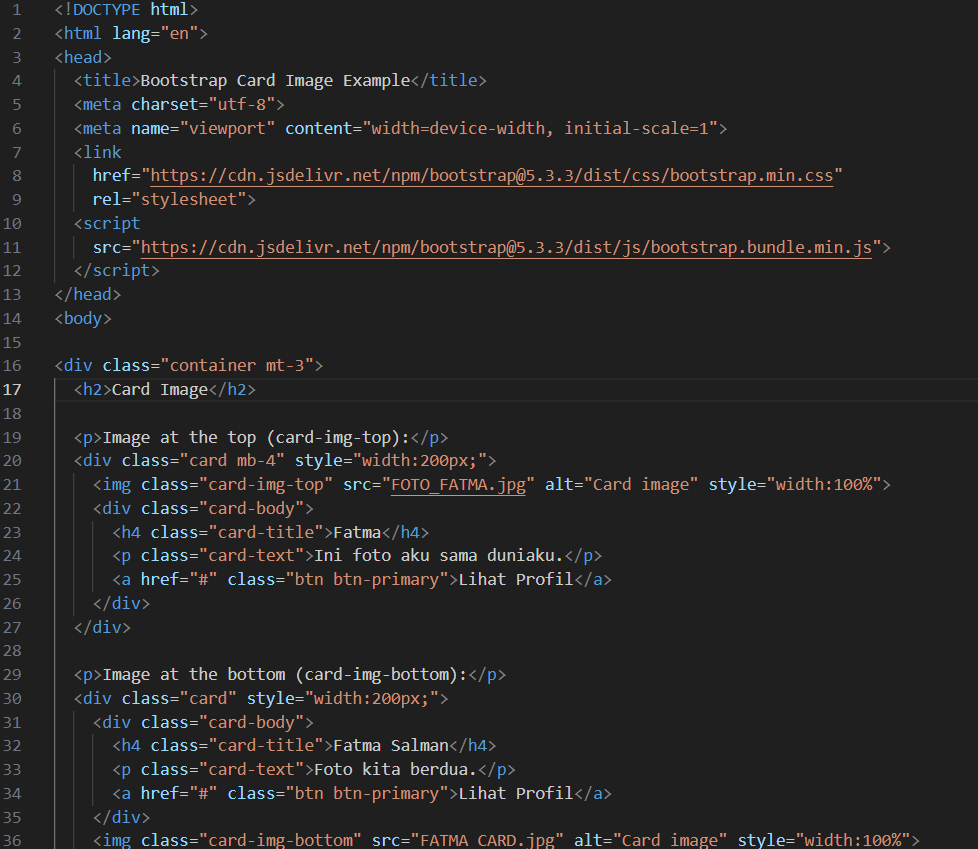 1 <!DOCTYPE html>
2 <html lang="en">
3 <head>
4   <title>Bootstrap Card Image Example</title>
5   <meta charset="utf-8">
6   <meta name="viewport" content="width=device-width, initial-scale=1">
7   <link
8     href="https://cdn.jsdelivr.net/npm/bootstrap@5.3.3/dist/css/bootstrap.min.css"
9     rel="stylesheet">
10   <script
11     src="https://cdn.jsdelivr.net/npm/bootstrap@5.3.3/dist/js/bootstrap.bundle.min.js">
12   </script>
13 </head>
14 <body>
15
16 <div class="container mt-3">
17   <h2>Card Image</h2>
18
19   <p>Image at the top (card-img-top):</p>
20   <div class="card mb-4" style="width:200px;">
21     <img class="card-img-top" src="FOTO_FATMA.jpg" alt="Card image" style="width:100%">
22     <div class="card-body">
23       <h4 class="card-title">Fatma</h4>
24       <p class="card-text">Ini foto aku sama duniaku.</p>
25       <a href="#" class="btn btn-primary">Lihat Profil</a>
26     </div>
27   </div>
28
29   <p>Image at the bottom (card-img-bottom):</p>
30   <div class="card" style="width:200px;">
31     <div class="card-body">
32       <h4 class="card-title">Fatma Salman</h4>
33       <p class="card-text">Foto kita berdua.</p>
34       <a href="#" class="btn btn-primary">Lihat Profil</a>
35     </div>
36     <img class="card-img-bottom" src="FATMA CARD.jpg" alt="Card image" style="width:100%">